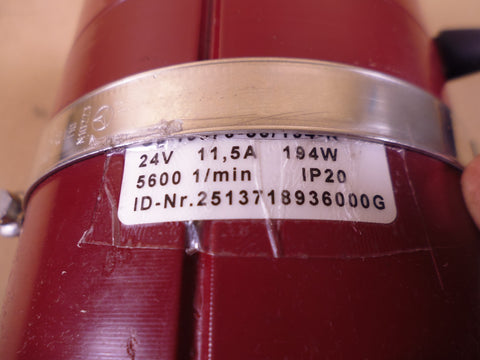 24V 11,5A 194W
5600 1/min IP20
ID-Nr.2513718936000G